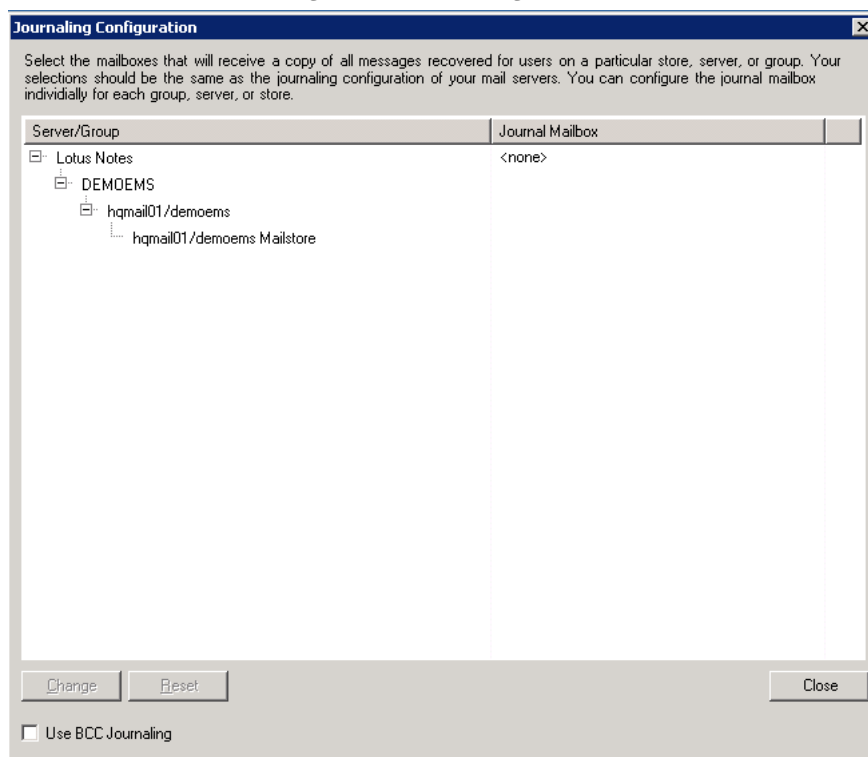 Journaling Configuration
Select the mailboxes that will receive a copy of all messages recovered for users on a particular store, server, or group. Your
selections should be the same as the journaling configuration of your mail servers. You can configure the journal mailbox
individially for each group, server, or store.
Server/Group Journal Mailbox
Lotus Notes <none>
DEMOEMS
hqmail01/demoems
hqmail01/demoems Mailstore
Change Reset Close
Use BCC Journaling